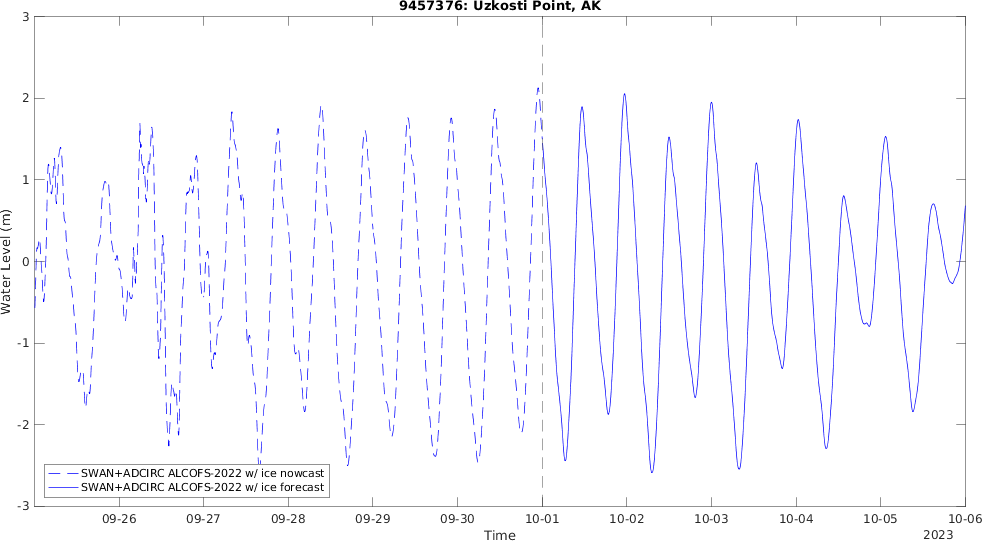 9457376: Uzkosti Point, AK
3
2
1
0
-1
-2
-3
Water Level (m)
SWAN+ADCIRC ALCOFS-2022 w/ ice nowcast
SWAN+ADCIRC ALCOFS-2022 w/ ice forecast
09-26 09-27 09-28 09-29 09-30 10-01 10-02 10-03 10-04 10-05 10-06
Time
2023